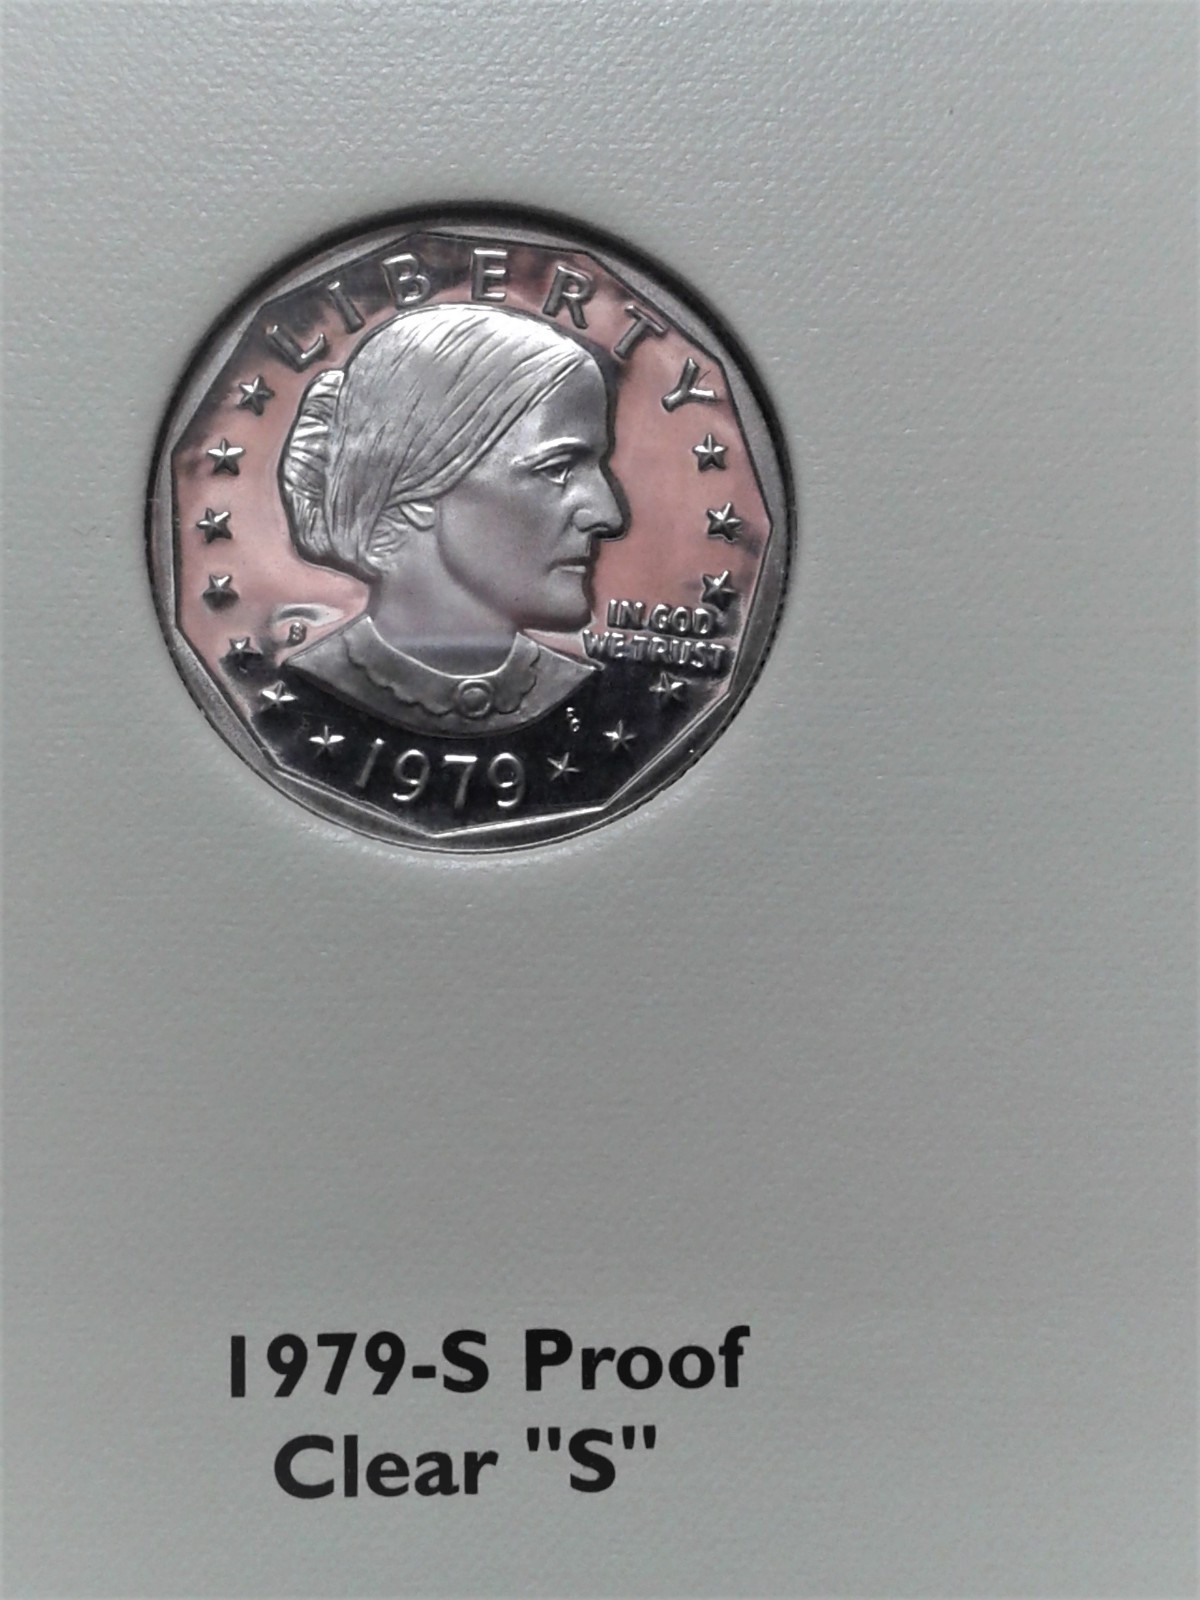 LIBERTY
IN GOD
WE TRUST
1979
1979-S Proof
Clear "S"